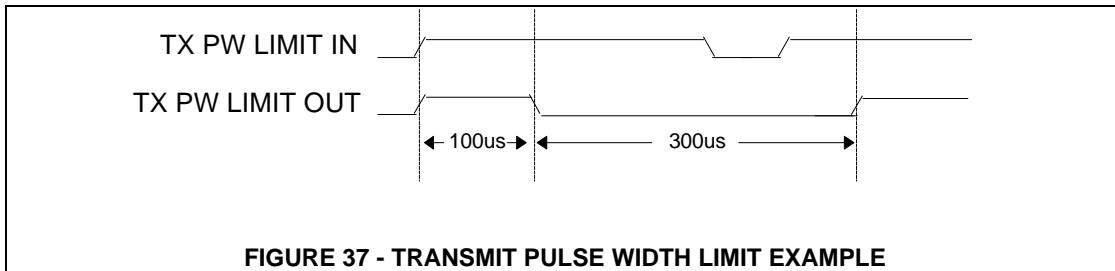 TX PW LIMIT IN
TX PW LIMIT OUT
100us
300us
FIGURE 37 - TRANSMIT PULSE WIDTH LIMIT EXAMPLE